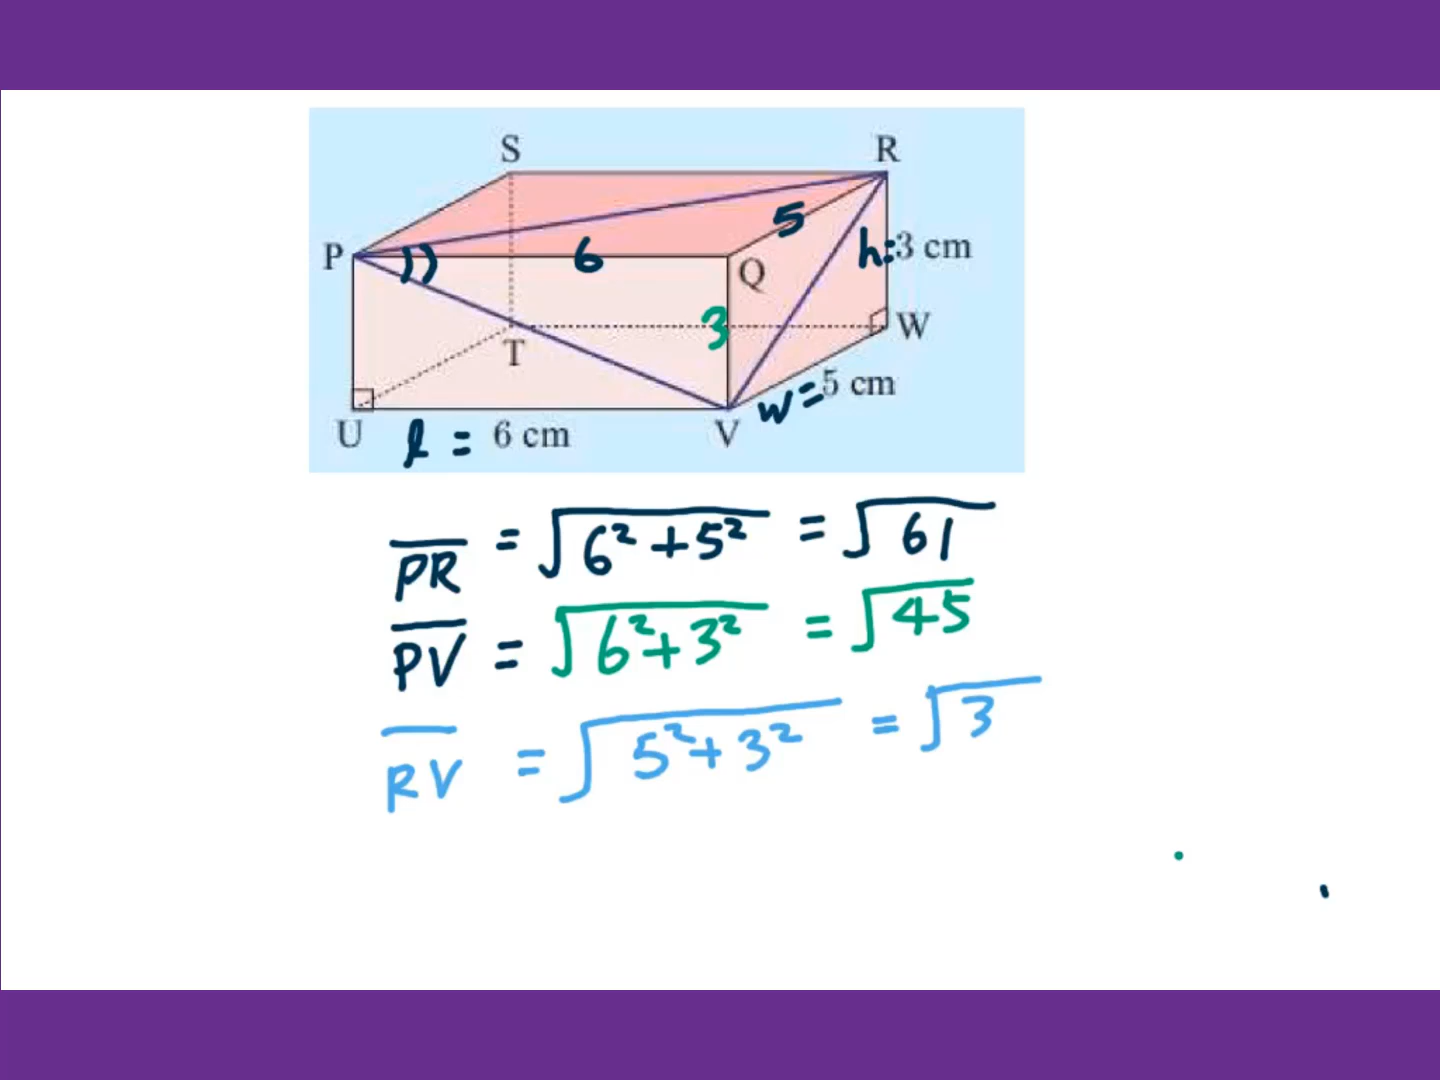 S R
P 6 5 h: 3 cm
Q
3
T W
w = 5 cm
U l = 6 cm V
PR = √6² + 5² = √61
PV = √6² + 3² = √45
RV = √5² + 3² = √3